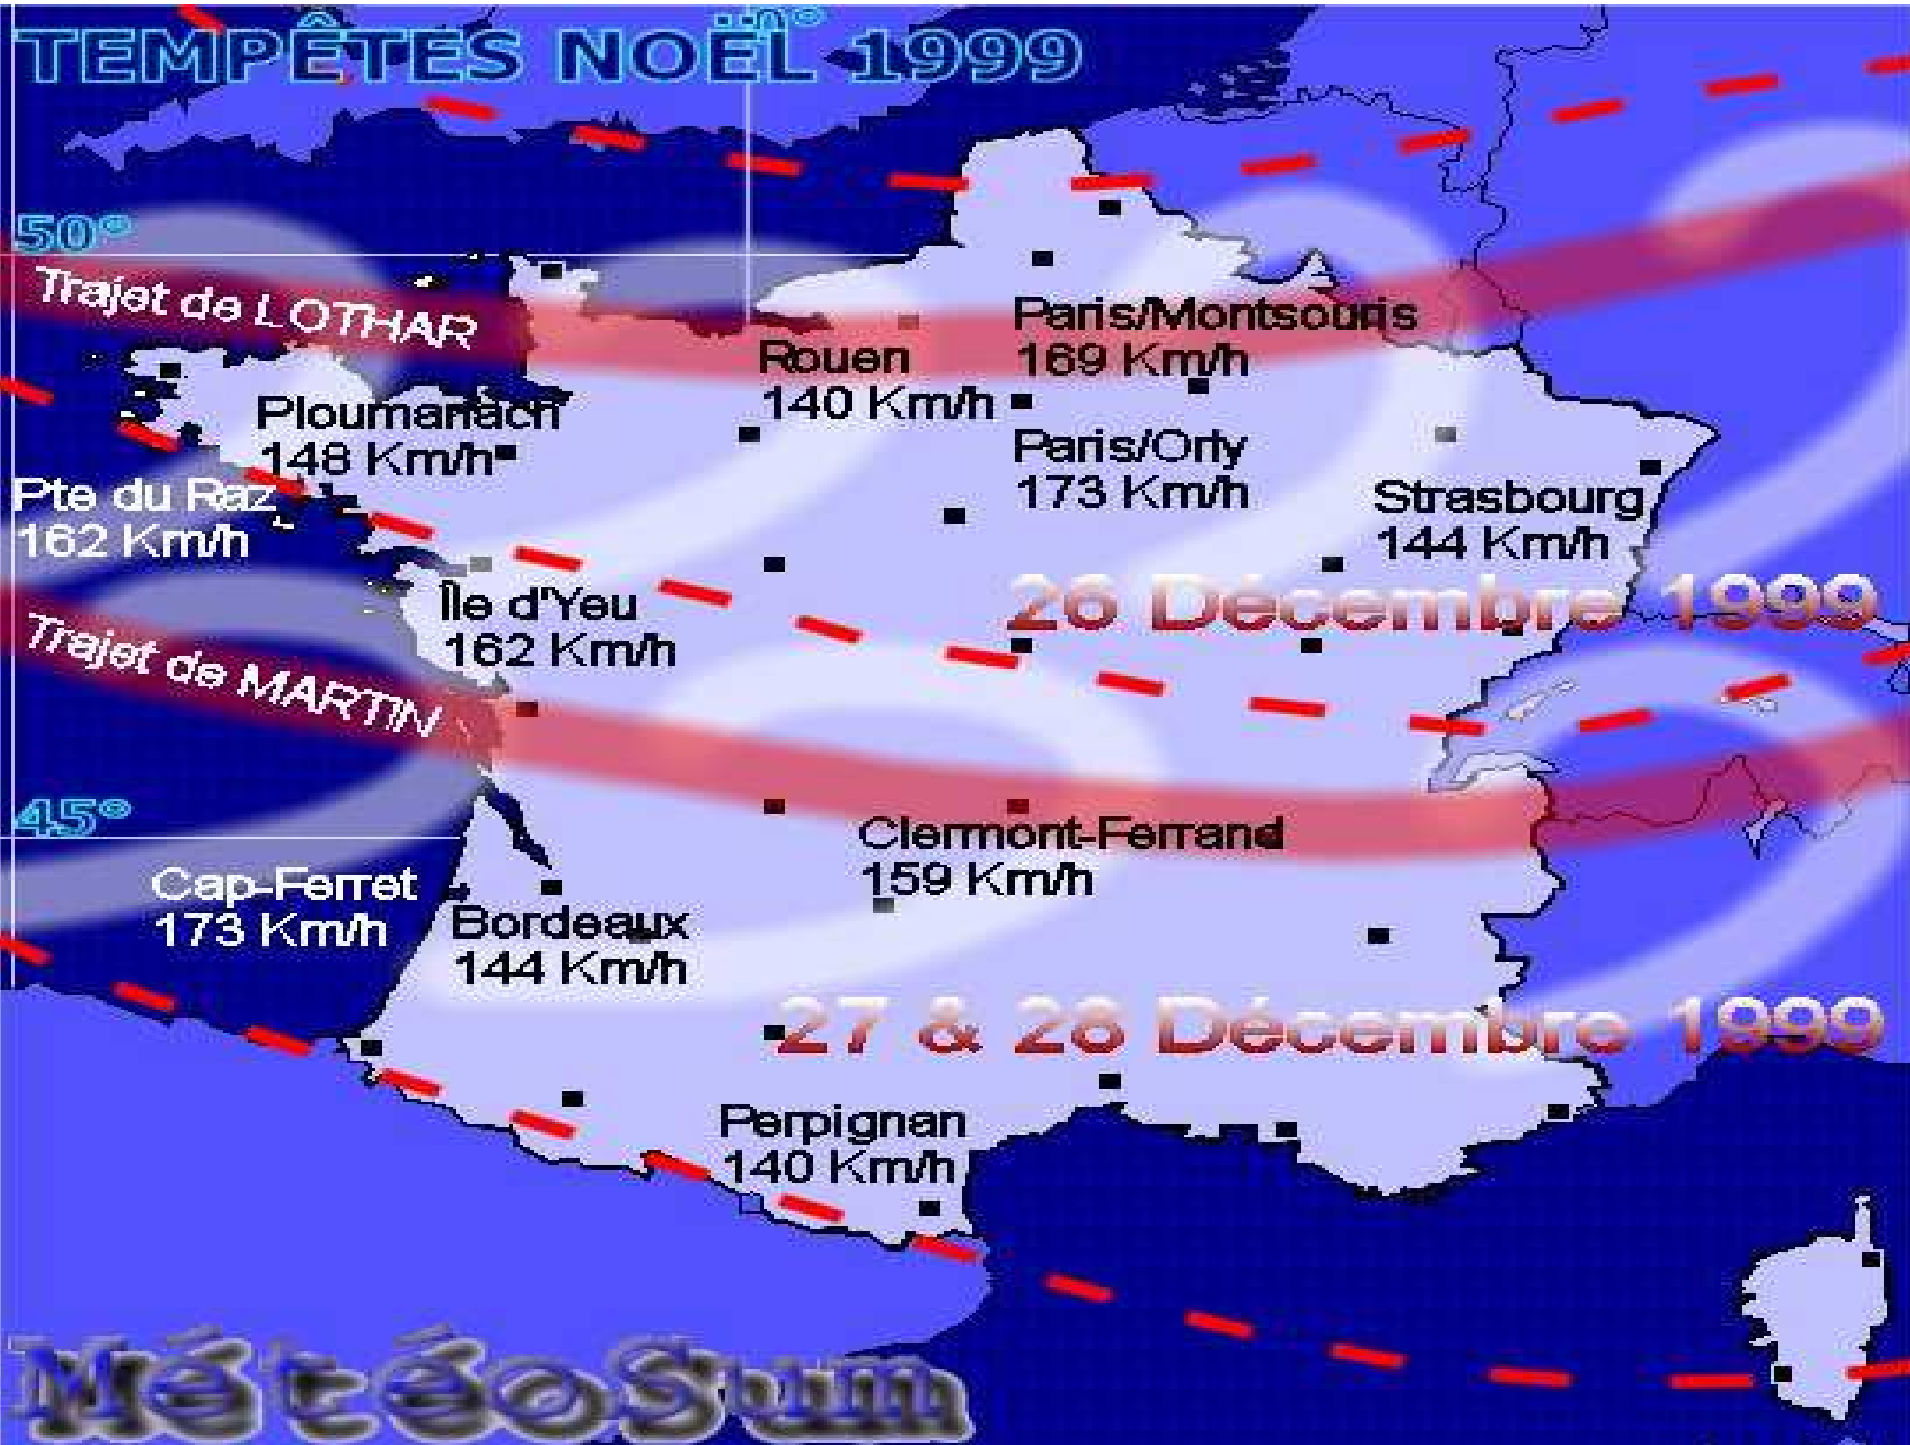 TEMPÊTES NOËL 1999
50°
Trajet de LOTHAR
Paris/Montsouris
169 Km/h
Rouen
140 Km/h
Ploumanach
148 Km/h
Paris/Orly
173 Km/h
Pte du Raz
162 Km/h
Strasbourg
144 Km/h
26 Décembre 1999
Île d'Yeu
162 Km/h
Trajet de MARTIN
45°
Clermont-Ferrand
159 Km/h
Cap-Ferret
173 Km/h
Bordeaux
144 Km/h
27 & 28 Décembre 1999
Perpignan
140 Km/h
MétéoSum